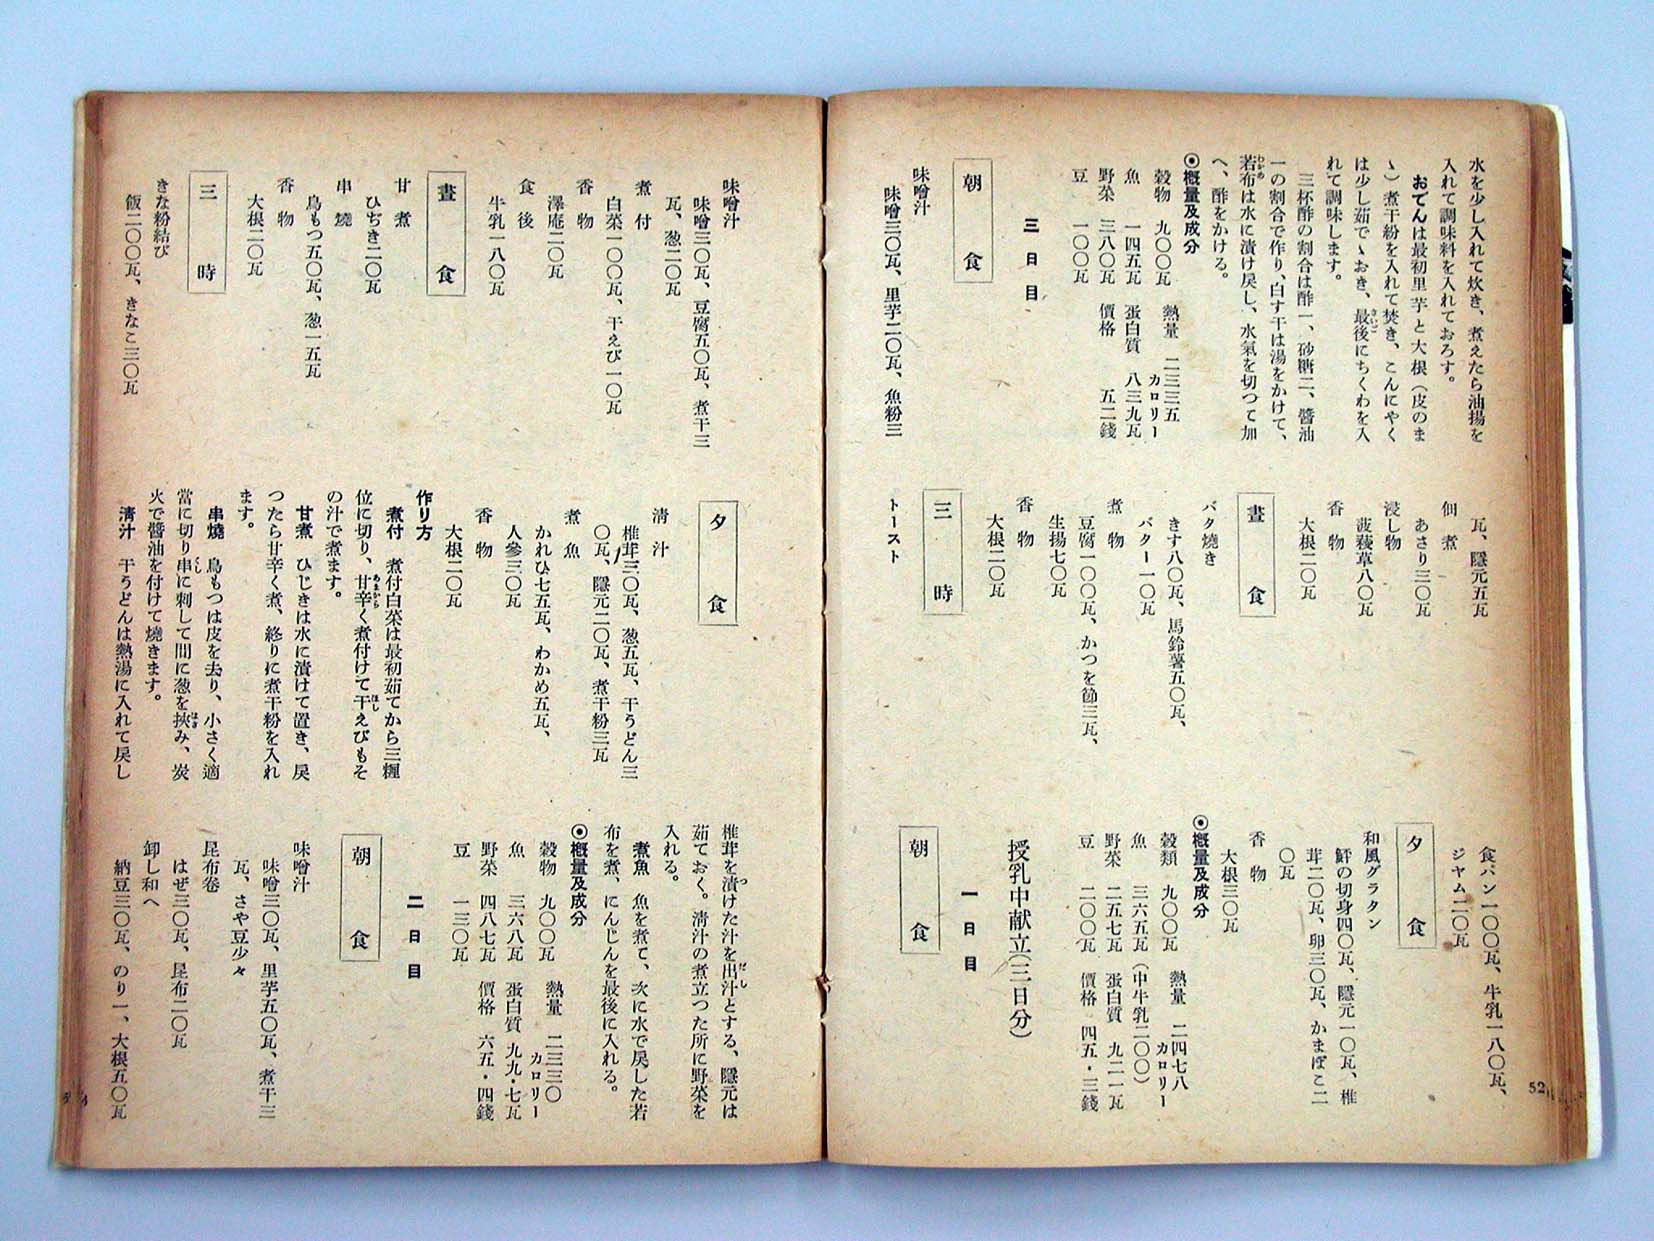 水を少し入れて炊き、煮えたら油揚を
入れて調味料を入れておろす。
おでんは最初里芋と大根（皮のま
ゝ）煮干粉を入れて焚き、こんにやく
は少し茹でゝおき、最後にちくわを入
れて調味します。
三杯酢の割合は酢一、砂糖二、醬油
一の割合で作り、白す干は湯をかけて、
若布は水に漬け戻し、水氣を切つて加
へ、酢をかける。
◉概量及成分
穀物 九〇〇瓦 熱量 二三三五カロリー
魚 一四五瓦 蛋白質 八三九瓦
野菜 三八〇瓦 價格 五二錢
豆 一〇〇瓦
三日目
朝食
味噌汁
味噌三〇瓦、里芋二〇瓦、魚粉三
瓦、隱元五瓦
佃煮
あさり三〇瓦
浸し物
菠薐草八〇瓦
香物
大根二〇瓦
晝食
バタ燒き
きす八〇瓦、馬鈴薯五〇瓦、
バター一〇瓦
煮物
豆腐一〇〇瓦、かつを節三瓦、
生揚七〇瓦
香物
大根二〇瓦
三時
トースト
食パン一〇〇瓦、牛乳一八〇瓦、
ジャム二〇瓦
夕食
和風グラタン
鮃の切身四〇瓦、隱元一〇瓦、椎
茸二〇瓦、卵三〇瓦、かまぼこ二
〇瓦
香物
大根三〇瓦
◉概量及成分
穀類 九〇〇瓦 熱量 二四七八カロリー
魚 三六五瓦（中牛乳二〇〇）
野菜 二五七瓦 蛋白質 九二一瓦
豆 二〇〇瓦 價格 四五・三錢
授乳中献立（三日分）
一日目
朝食
52
味噌汁
味噌三〇瓦、豆腐五〇瓦、煮干三
瓦、葱二〇瓦
煮付
白菜一〇〇瓦、干えび一〇瓦
香物
澤庵二〇瓦
食後
牛乳一八〇瓦
晝食
甘煮
ひぢき二〇瓦
串燒
鳥もつ五〇瓦、葱一五瓦
香物
大根二〇瓦
三時
きな粉結び
飯二〇〇瓦、きなこ三〇瓦
夕食
清汁
椎茸三〇瓦、葱五瓦、干うどん三
〇瓦、隱元二〇瓦、煮干粉三瓦
煮魚
かれひ七五瓦、わかめ五瓦、
人參三〇瓦
香物
大根二〇瓦
作り方
煮付 煮付白菜は最初茹てから三糎
位に切り、甘辛く煮付けて干えびもそ
の汁で煮ます。
甘煮 ひじきは水に漬けて置き、戻
つたら甘辛く煮、終りに煮干粉を入れ
ます。
串燒 鳥もつは皮を去り、小さく適
當に切り串に刺して間に葱を挾み、炭
火で醬油を付けて燒きます。
清汁 干うどんは熱湯に入れて戻し
椎茸を漬けた汁を出汁とする、隱元は
茹ておく。清汁の煮立つた所に野菜を
入れる。
煮魚 魚を煮て、次に水で戻した若
布を煮、にんじんを最後に入れる。
◉概量及成分
穀物 九〇〇瓦 熱量 二三三〇カロリー
魚 三六八瓦 蛋白質 九九・七瓦
野菜 四八七瓦 價格 六五・四錢
豆 一三〇瓦
二日目
朝食
味噌汁
味噌三〇瓦、里芋五〇瓦、煮干三
瓦、さや豆少々
昆布卷
はぜ三〇瓦、昆布二〇瓦
卸し和へ
納豆三〇瓦、のり一、大根五〇瓦